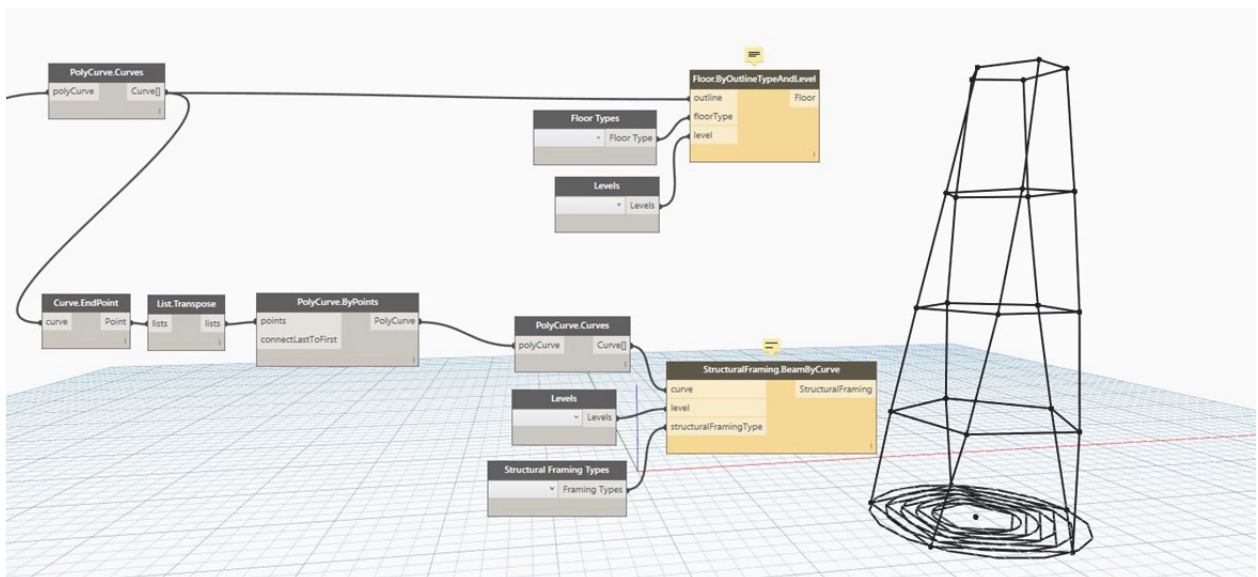 PolyCurve.Curves
polyCurve Curve[]
Floor.ByOutlineTypeAndLevel
outline Floor
floorType
level
Floor Types
Floor Type
Levels
Levels
Curve.EndPoint
curve Point
List.Transpose
lists lists
PolyCurve.ByPoints
points PolyCurve
connectLastToFirst
PolyCurve.Curves
polyCurve Curve[]
StructuralFraming.BeamByCurve
curve StructuralFraming
level
structuralFramingType
Levels
Levels
Structural Framing Types
Framing Types